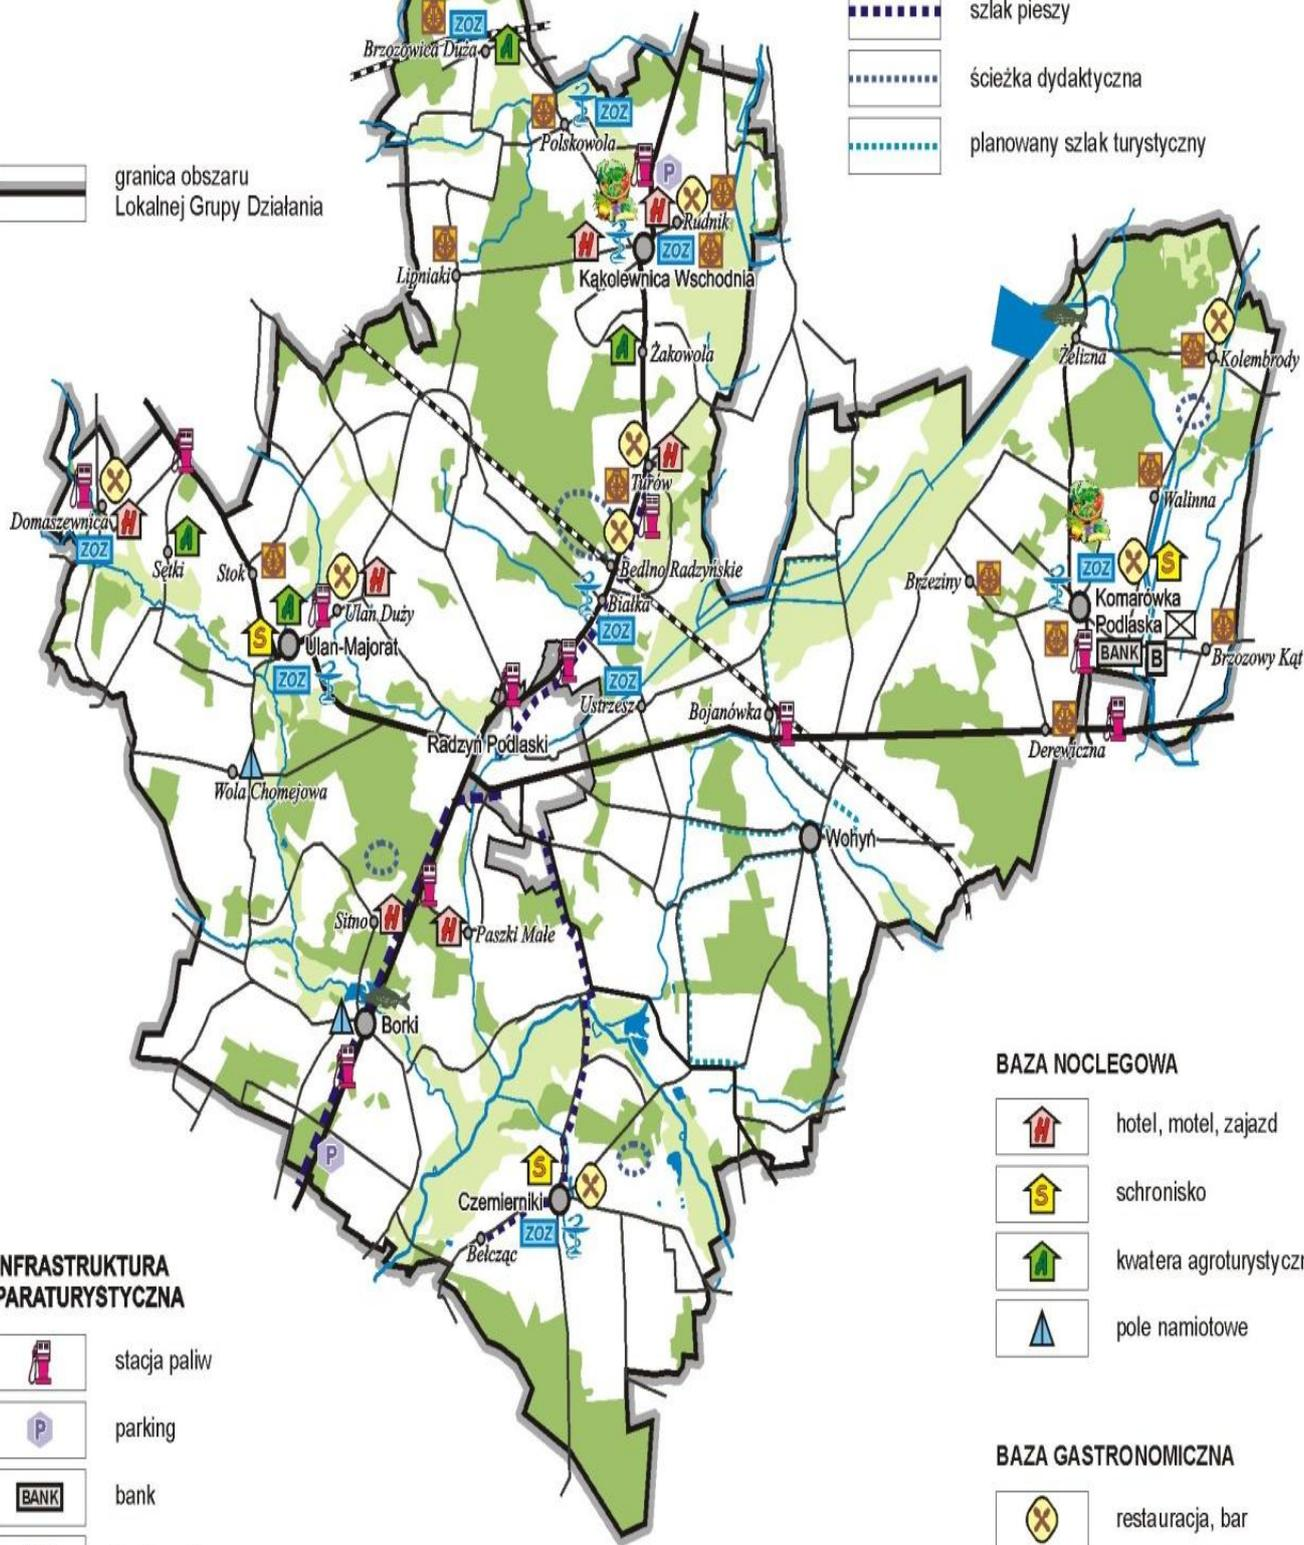 szlak pieszy
ścieżka dydaktyczna
planowany szlak turystyczny
granica obszaru
Lokalnej Grupy Działania
ZOZ
Brzozowica Duża
A
ZOZ
Polskowola
P
H
Rudnik
H
ZOZ
Lipniaki
Kąkolewnica Wschodnia
A
Żakowola
Żelizna
Kolembrody
H
Turów
Walinna
Domaszewnica
H
ZOZ
A
Sętki
Stok
H
A
Ulan Duży
S
Ulan-Majorat
ZOZ
Bedlno Radzyńskie
Białka
ZOZ
Brzeziny
ZOZ
S
Komarówka
Podlaska
BANK
B
Brzozowy Kąt
ZOZ
Ustrzesz
Bojanówka
Derewiczna
Radzyń Podlaski
Wola Chomejowa
Wohyń
Sitno
H
H
Paszki Małe
Borki
P
S
Czemierniki
ZOZ
Bełcząc
BAZA NOCLEGOWA
H
hotel, motel, zajazd
S
schronisko
A
kwatera agroturystyczn
pole namiotowe
NFRASTRUKTURA
PARATURYSTYCZNA
stacja paliw
P
parking
BANK
bank
BAZA GASTRONOMICZNA
restauracja, bar